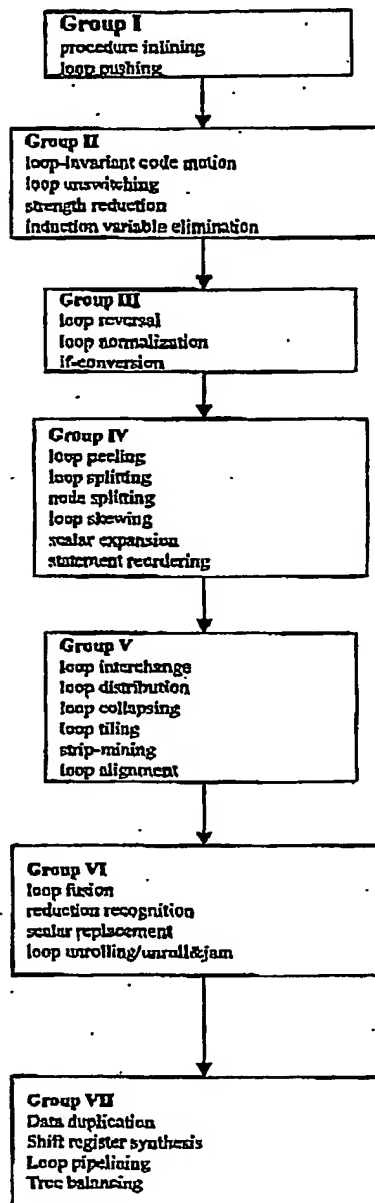 Group I
procedure inlining
loop pushing
Group II
loop-invariant code motion
loop unswitching
strength reduction
induction variable elimination
Group III
loop reversal
loop normalization
if-conversion
Group IV
loop peeling
loop splitting
node splitting
loop skewing
scalar expansion
statement reordering
Group V
loop interchange
loop distribution
loop collapsing
loop tiling
strip-mining
loop alignment
Group VI
loop fusion
reduction recognition
scalar replacement
loop unrolling/unroll&jam
Group VII
Data duplication
Shift register synthesis
Loop pipelining
Tree balancing